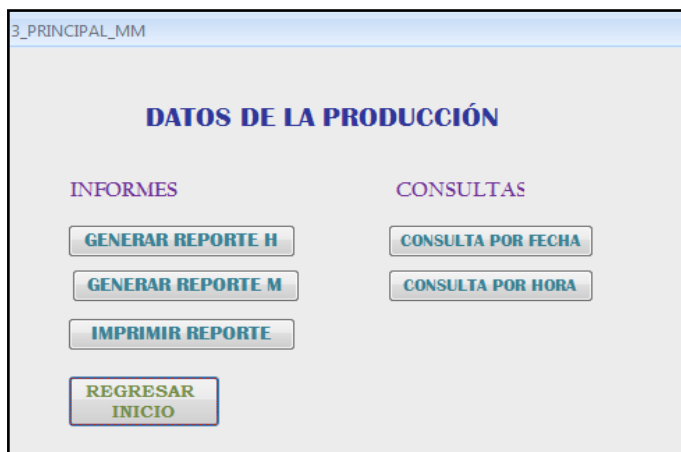 3_PRINCIPAL_MM
DATOS DE LA PRODUCCIÓN
INFORMES
GENERAR REPORTE H
GENERAR REPORTE M
IMPRIMIR REPORTE
REGRESAR
INICIO
CONSULTAS
CONSULTA POR FECHA
CONSULTA POR HORA